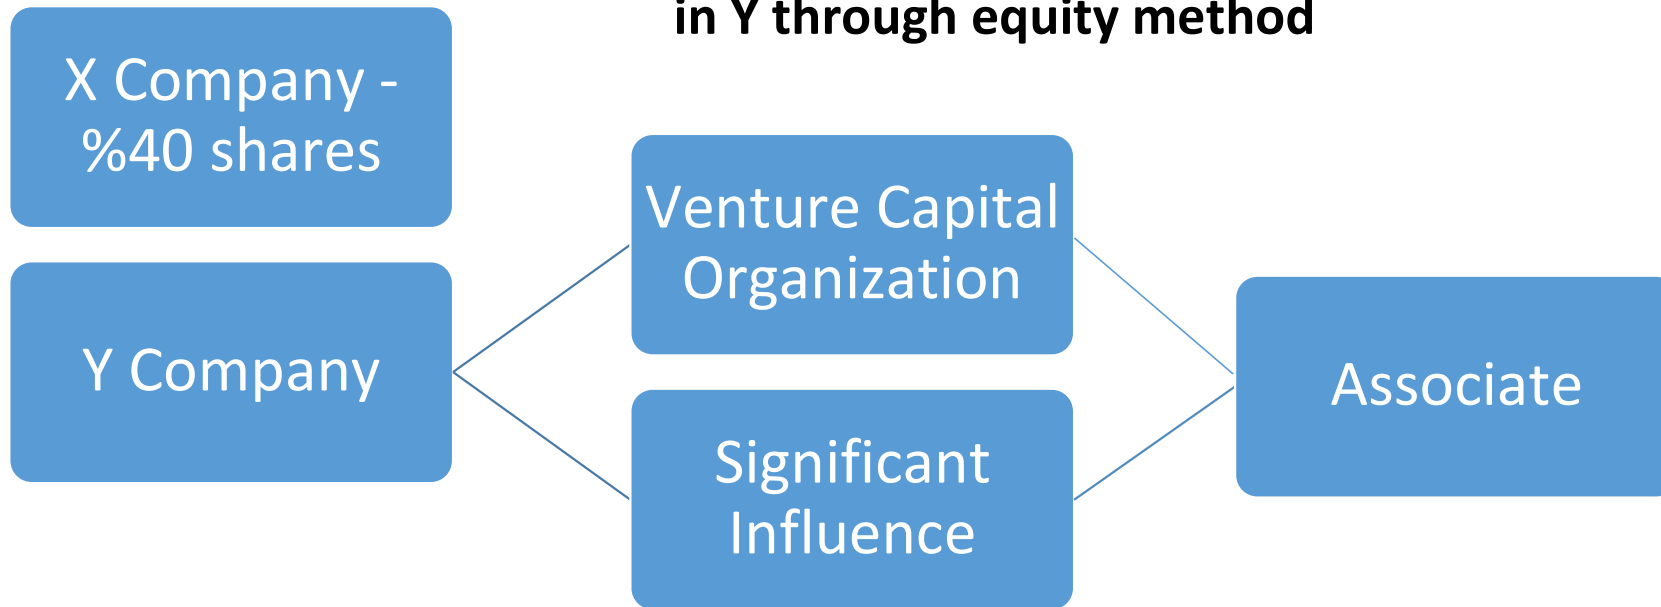 in Y through equity method
X Company -
%40 shares
Venture Capital
Organization
Y Company
Associate
Significant
Influence